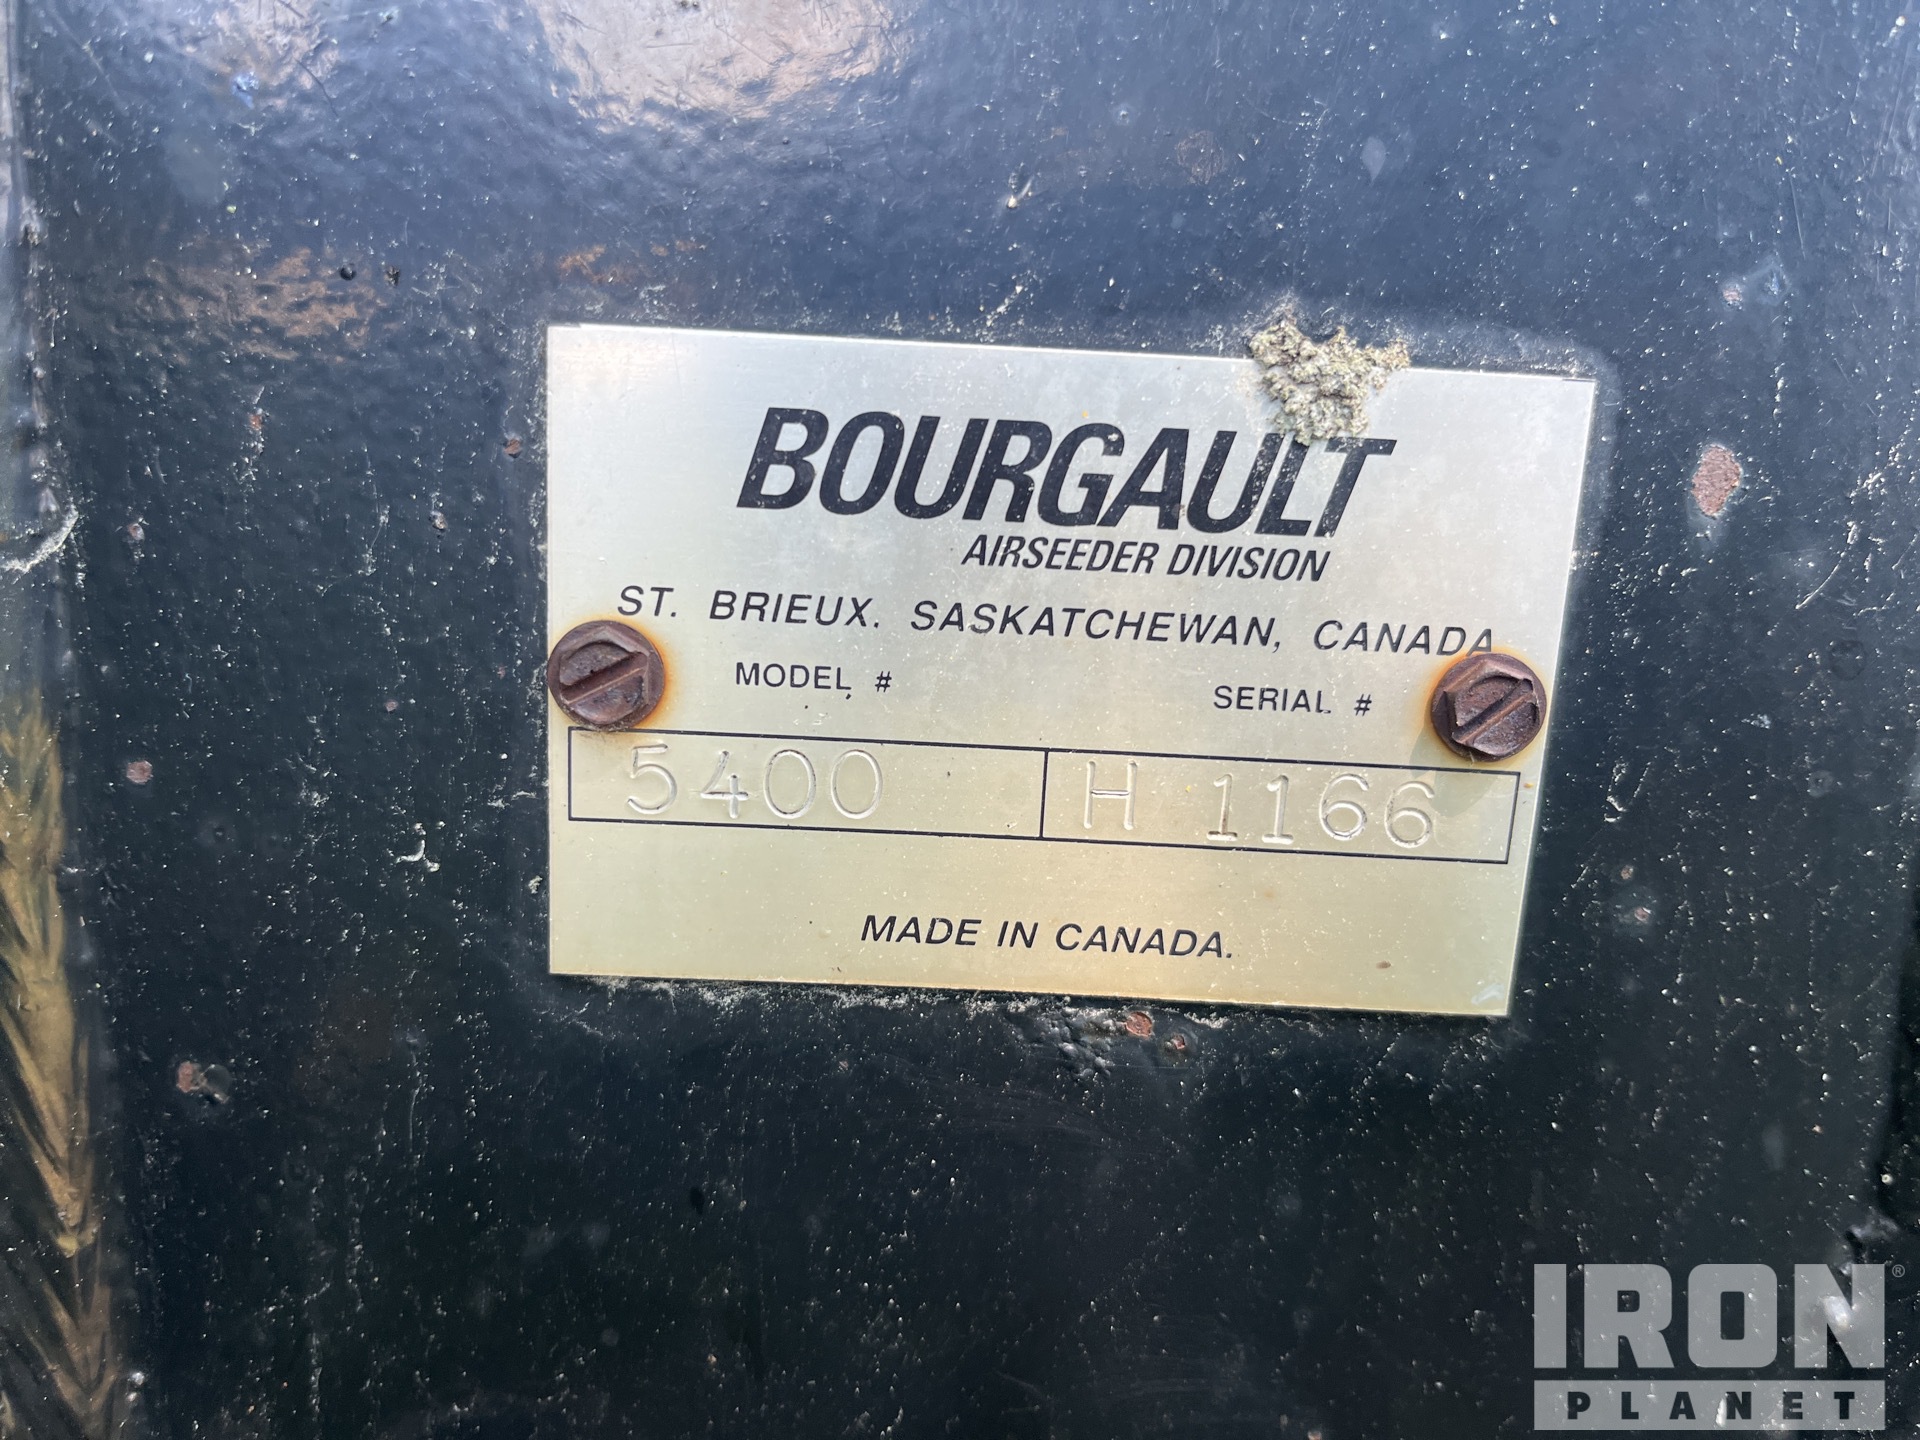 BOURGAULT
AIRSEEDER DIVISION
ST. BRIEUX. SASKATCHEWAN, CANADA
MODEL # SERIAL #
5400 H 1166
MADE IN CANADA.
IRON®
PLANET